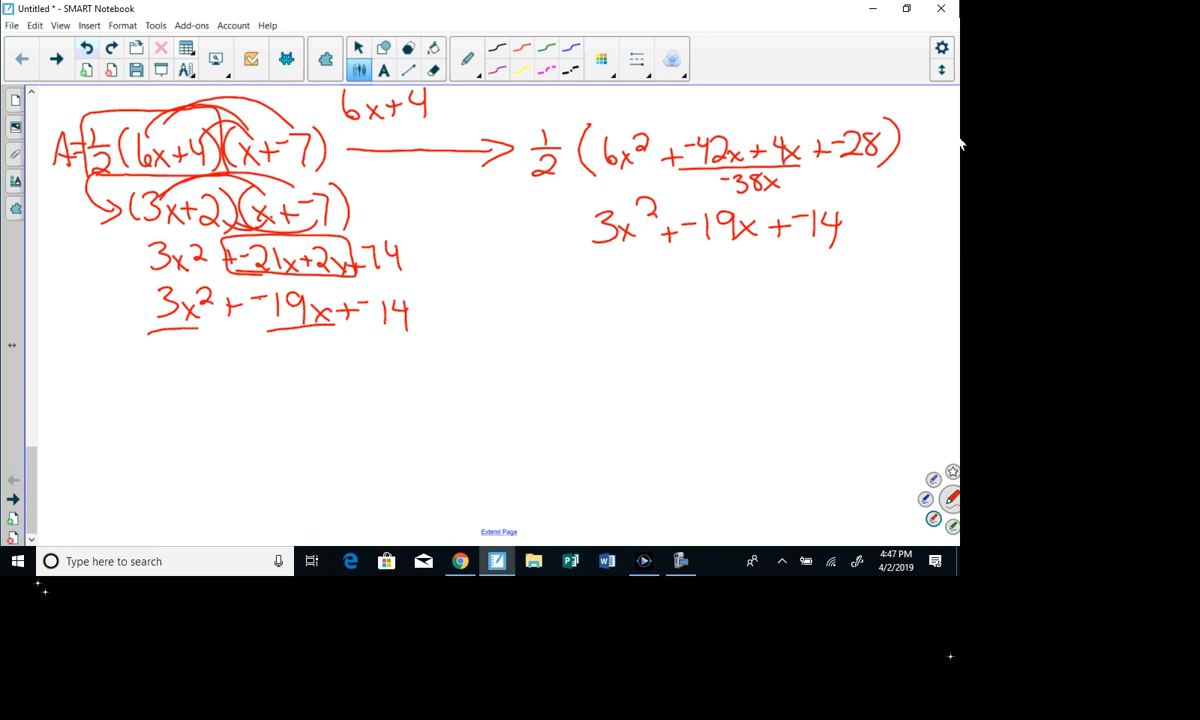 Untitled * - SMART Notebook
File Edit View Insert Format Tools Add-ons Account Help
6x+4
A=1/2(6x+4)(x+-7)
1/2(6x²+-42x+4x+-28)
-38x
(3x+2)(x+-7)
3x²+-19x+-14
3x²+-21x+2x+-14
3x²+-19x+-14
Extend Page
Type here to search
4:47 PM
4/2/2019